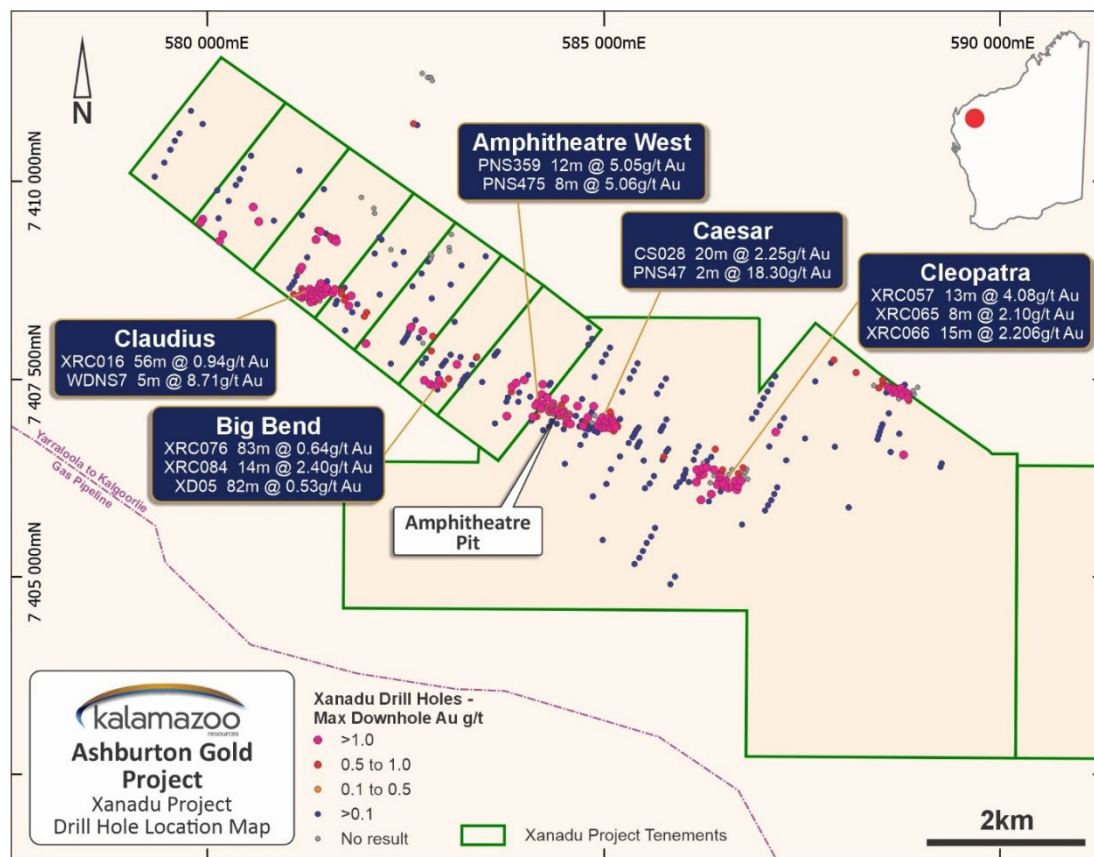 580 000mE
585 000mE
590 000mE
N
7 410 000mN
7 407 500mN
7 405 000mN
Amphitheatre West
PNS359 12m @ 5.05g/t Au
PNS475 8m @ 5.06g/t Au
Caesar
CS028 20m @ 2.25g/t Au
PNS47 2m @ 18.30g/t Au
Cleopatra
XRC057 13m @ 4.08g/t Au
XRC065 8m @ 2.10g/t Au
XRC066 15m @ 2.206g/t Au
Claudius
XRC016 56m @ 0.94g/t Au
WDNS7 5m @ 8.71g/t Au
Big Bend
XRC076 83m @ 0.64g/t Au
XRC084 14m @ 2.40g/t Au
XD05 82m @ 0.53g/t Au
Amphitheatre
Pit
Yarraloola to Kalgoorlie
Gas Pipeline
kalamazoo
resources
Ashburton Gold
Project
Xanadu Project
Drill Hole Location Map
Xanadu Drill Holes -
Max Downhole Au g/t
>1.0
0.5 to 1.0
0.1 to 0.5
>0.1
No result
Xanadu Project Tenements
2km